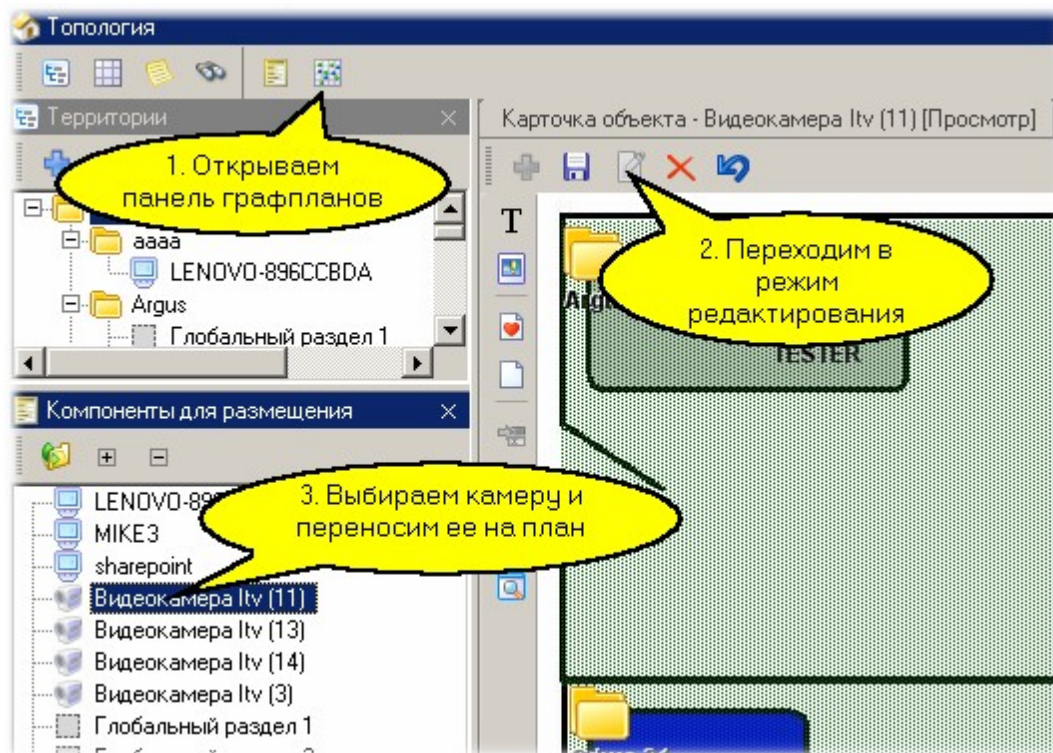 Топология
Территории
Карточка объекта - Видеокамера Itv (11) [Просмотр]
1. Открываем
панель графпланов
aaaa
LENOVO-896CCBDA
Argus
Глобальный раздел 1
T
2. Переходим в
режим
редактирования
TESTER
Компоненты для размещения
3. Выбираем камеру и
переносим ее на план
MIKE3
sharepoint
Видеокамера Itv (11)
Видеокамера Itv (13)
Видеокамера Itv (14)
Видеокамера Itv (3)
Глобальный раздел 1